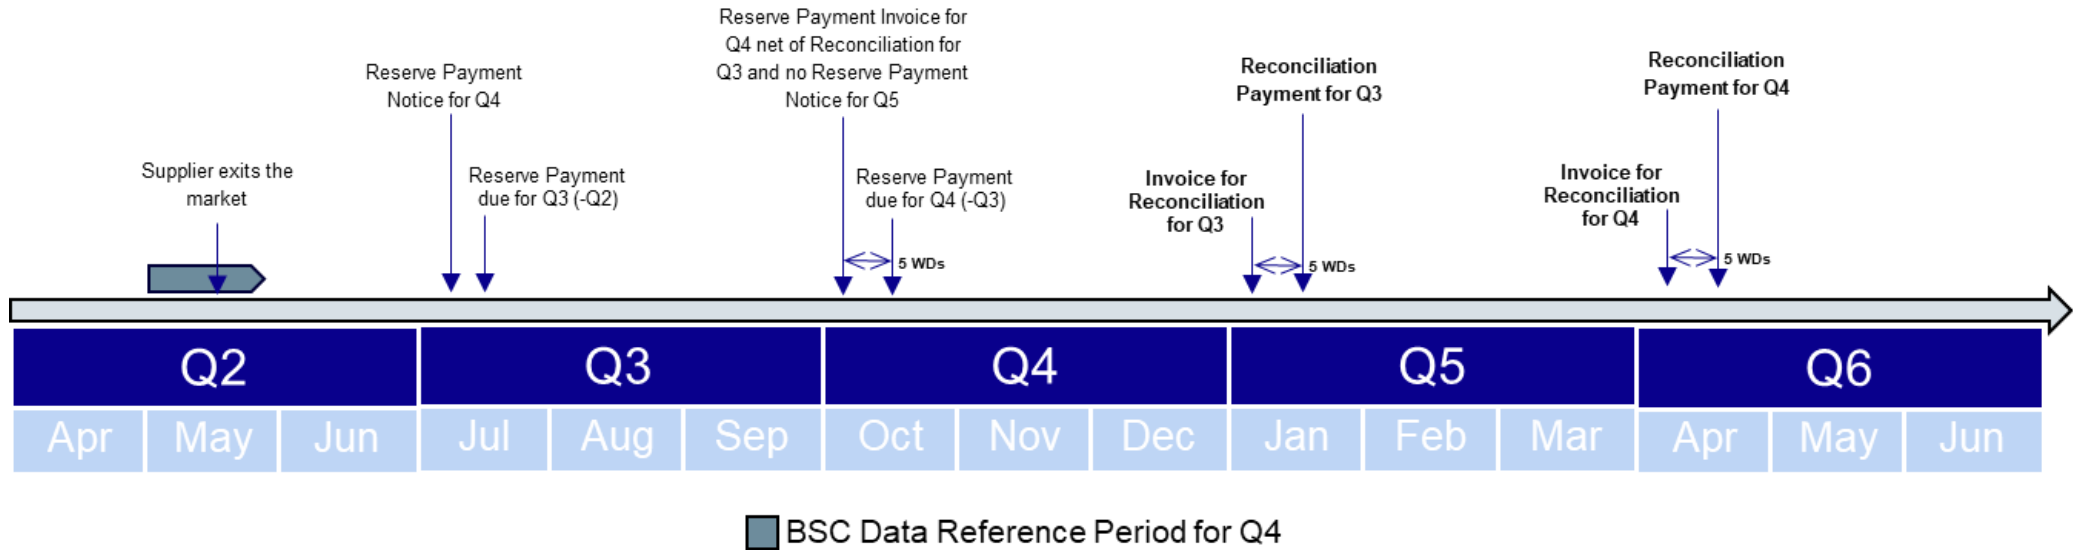 Supplier exits the
market
Reserve Payment
Notice for Q4
Reserve Payment
due for Q3 (-Q2)
Reserve Payment Invoice for
Q4 net of Reconciliation for
Q3 and no Reserve Payment
Notice for Q5
Reserve Payment
due for Q4 (-Q3)
5 WDs
Invoice for
Reconciliation
for Q3
Reconciliation
Payment for Q3
5 WDs
Invoice for
Reconciliation
for Q4
Reconciliation
Payment for Q4
5 WDs
Q2 Q3 Q4 Q5 Q6
Apr May Jun Jul Aug Sep Oct Nov Dec Jan Feb Mar Apr May Jun
BSC Data Reference Period for Q4